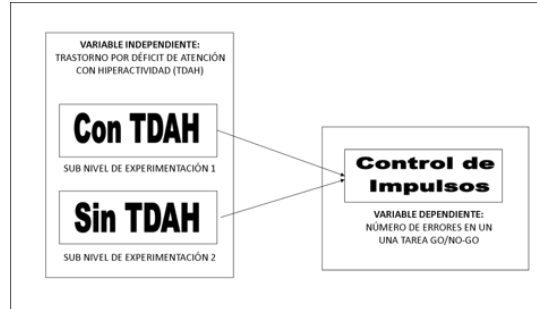 VARIABLE INDEPENDIENTE:
TRASTORNO POR DÉFICIT DE ATENCIÓN
CON HIPERACTIVIDAD (TDAH)
Con TDAH
SUB NIVEL DE EXPERIMENTACIÓN 1
Sin TDAH
SUB NIVEL DE EXPERIMENTACIÓN 2
Control de
Impulsos
VARIABLE DEPENDIENTE:
NÚMERO DE ERRORES EN UN
UNA TAREA GO/NO-GO